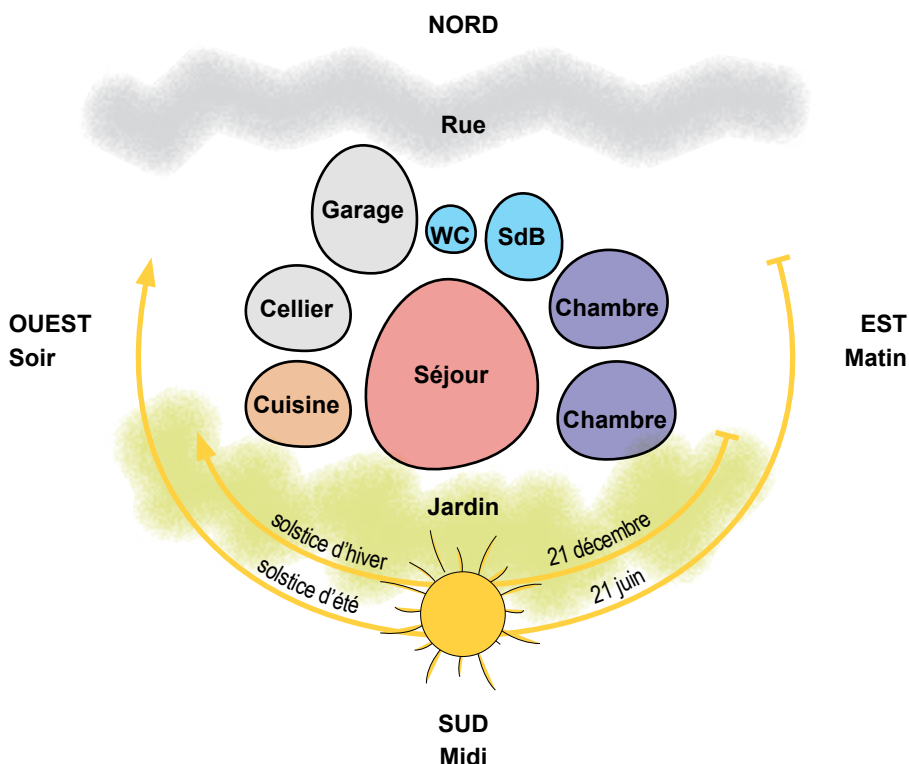 NORD
Rue
Garage
WC
SdB
Cellier
Chambre
OUEST
Soir
EST
Matin
Séjour
Cuisine
Chambre
Jardin
solstice d'hiver
21 décembre
solstice d'été
21 juin
SUD
Midi